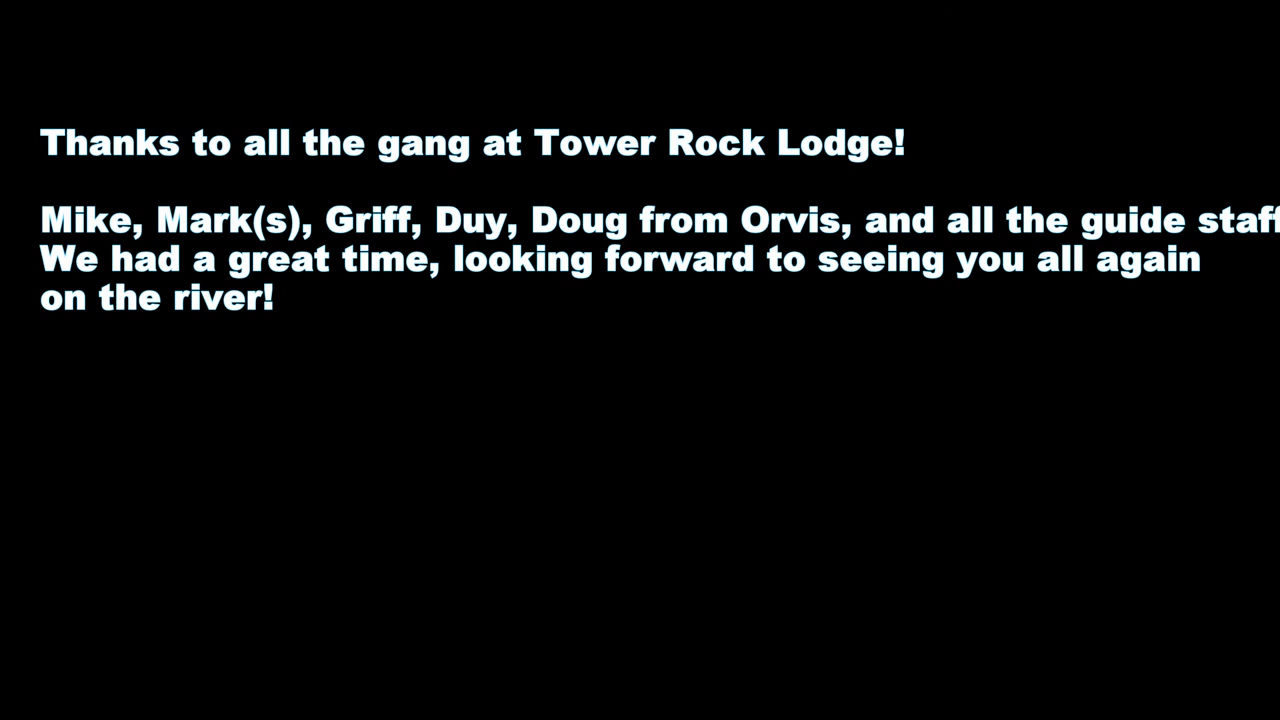 Thanks to all the gang at Tower Rock Lodge!
Mike, Mark(s), Griff, Duy, Doug from Orvis, and all the guide staff
We had a great time, looking forward to seeing you all again
on the river!